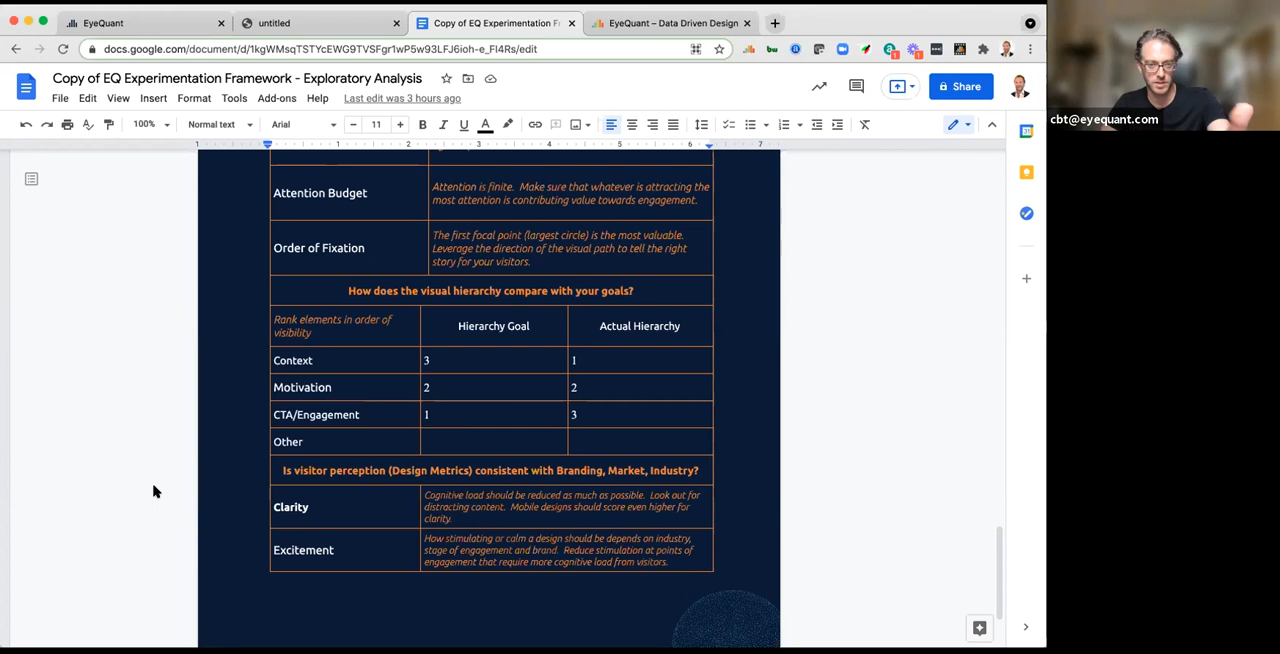 EyeQuant
untitled
Copy of EQ Experimentation Fr
EyeQuant – Data Driven Design
docs.google.com/document/d/1kgWMsqTSTYcEWG9TVSFgr1wP5w93LFJ6ioh-e_Fl4Rs/edit
Copy of EQ Experimentation Framework - Exploratory Analysis
File Edit View Insert Format Tools Add-ons Help Last edit was 3 hours ago
Share
100% Normal text Arial 11
1 1 2 3 4 5 6 7
Attention Budget
Attention is finite. Make sure that whatever is attracting the
most attention is contributing value towards engagement.
Order of Fixation
The first focal point (largest circle) is the most valuable.
Leverage the direction of the visual path to tell the right
story for your visitors.
How does the visual hierarchy compare with your goals?
Rank elements in order of
visibility
Hierarchy Goal
Actual Hierarchy
Context 3 1
Motivation 2 2
CTA/Engagement 1 3
Other
Is visitor perception (Design Metrics) consistent with Branding, Market, Industry?
Clarity
Cognitive load should be reduced as much as possible. Look out for
distracting content. Mobile designs should score even higher for
clarity.
Excitement
How stimulating or calm a design should be depends on industry,
stage of engagement and brand. Reduce stimulation at points of
engagement that require more cognitive load from visitors.
cbt@eyequant.com